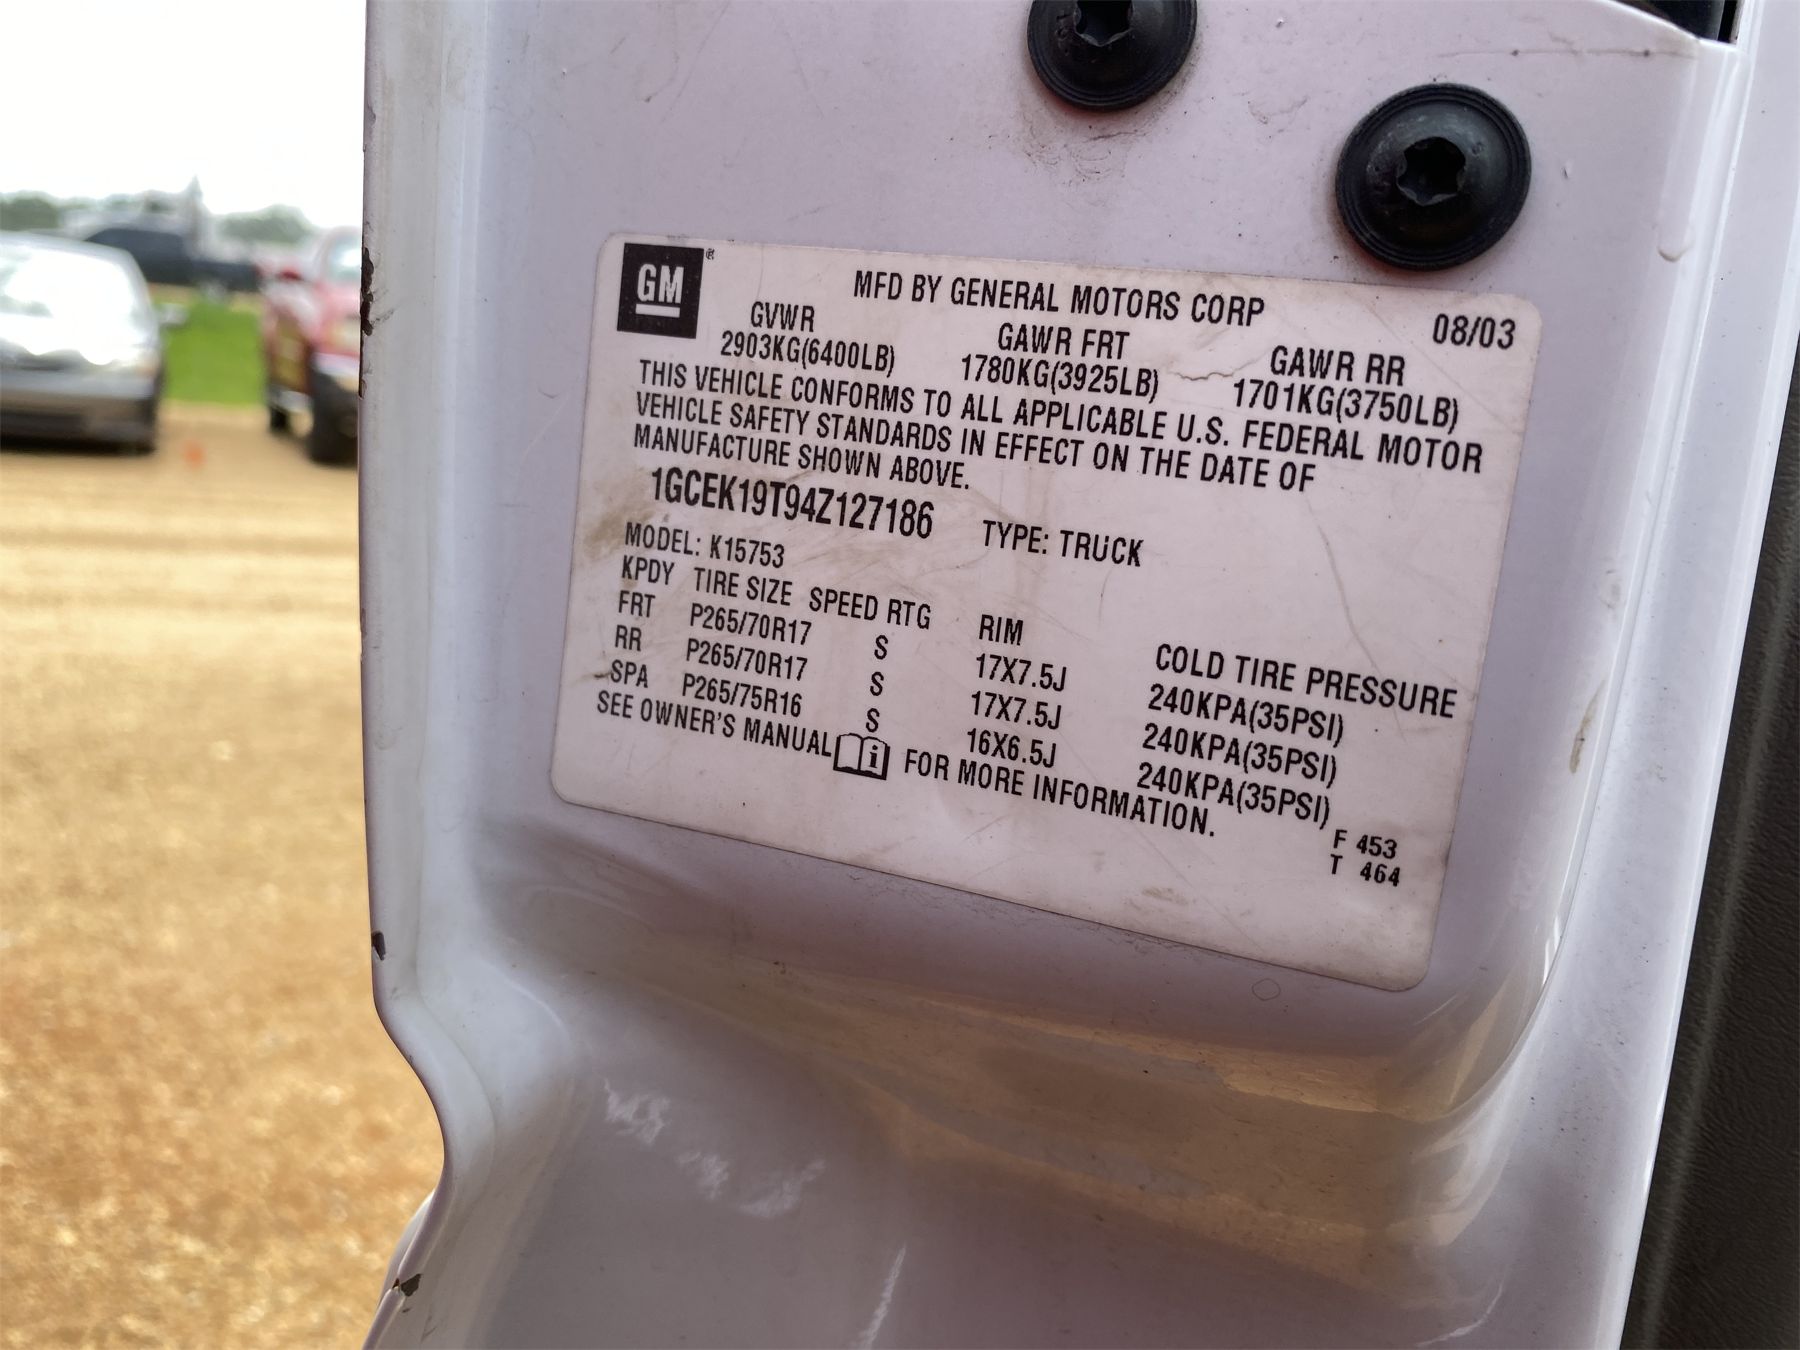 GM
MFD BY GENERAL MOTORS CORP
08/03
GVWR GAWR FRT GAWR RR
2903KG(6400LB) 1780KG(3925LB) 1701KG(3750LB)
THIS VEHICLE CONFORMS TO ALL APPLICABLE U.S. FEDERAL MOTOR
VEHICLE SAFETY STANDARDS IN EFFECT ON THE DATE OF
MANUFACTURE SHOWN ABOVE.
1GCEK19T94Z127186 TYPE: TRUCK
MODEL: K15753
KPDY TIRE SIZE SPEED RTG RIM COLD TIRE PRESSURE
FRT P265/70R17 S 17X7.5J 240KPA(35PSI)
RR P265/70R17 S 17X7.5J 240KPA(35PSI)
SPA P265/75R16 S 16X6.5J 240KPA(35PSI)
SEE OWNER'S MANUAL i FOR MORE INFORMATION.
F 453
T 464